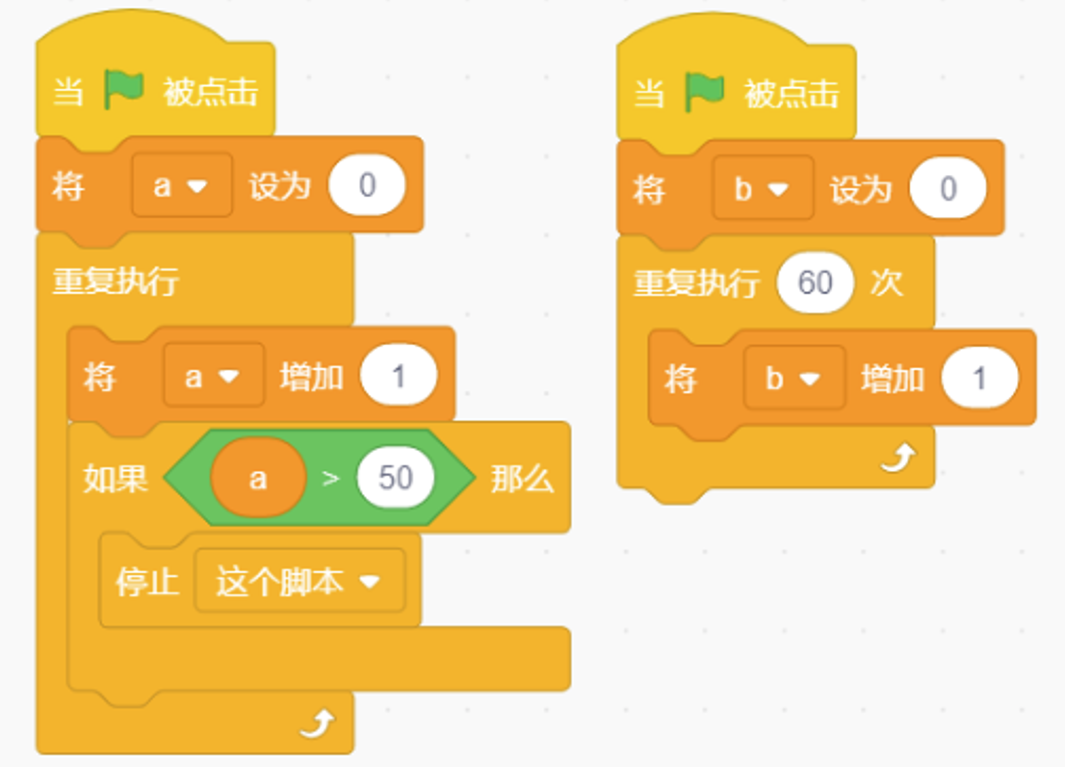 当 被点击
将 a 设为 0
重复执行
将 a 增加 1
如果 a > 50 那么
停止 这个脚本
当 被点击
将 b 设为 0
重复执行 60 次
将 b 增加 1